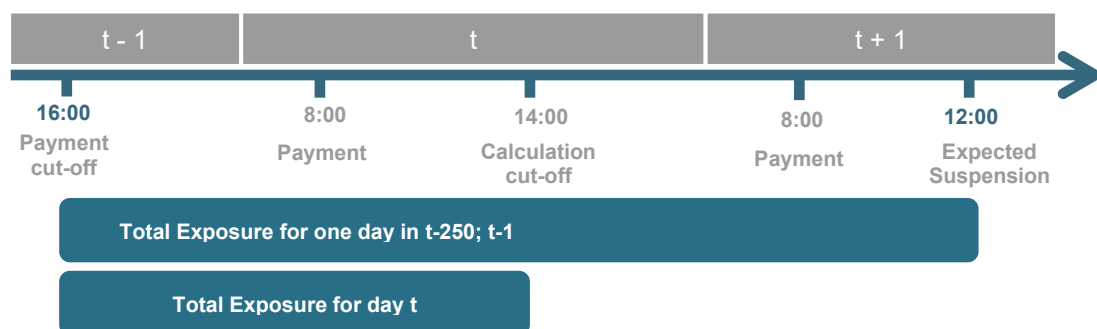 t - 1
t
t + 1
16:00
8:00
14:00
8:00
12:00
Payment
cut-off
Payment
Calculation
cut-off
Payment
Expected
Suspension
Total Exposure for one day in t-250; t-1
Total Exposure for day t